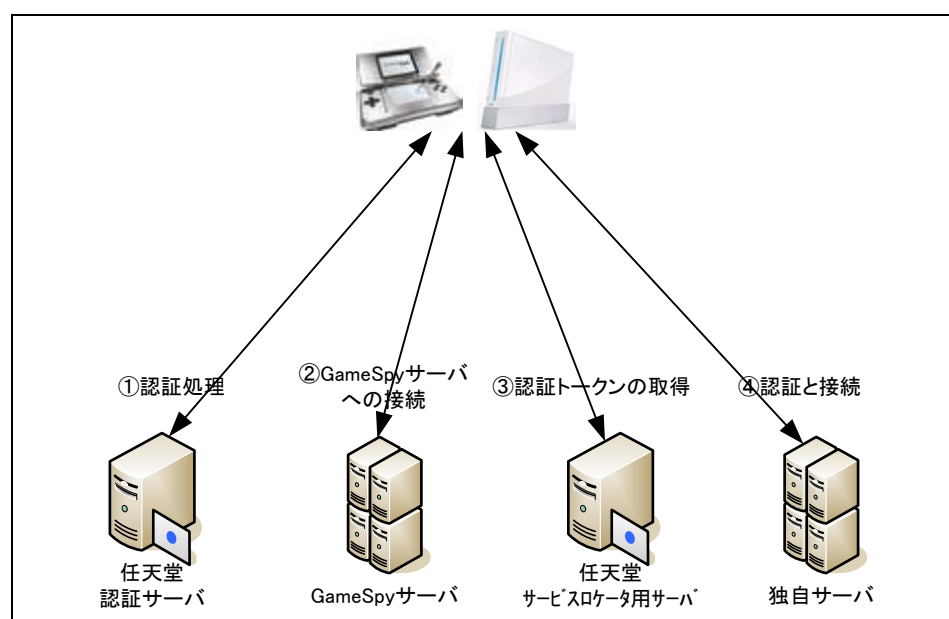 ①認証処理
②GameSpyサーバ
への接続
③認証トークンの取得
④認証と接続
任天堂
認証サーバ
GameSpyサーバ
任天堂
ｻｰﾋﾞｽﾛｹｰﾀ用ｻｰﾊﾞ
独自サーバ